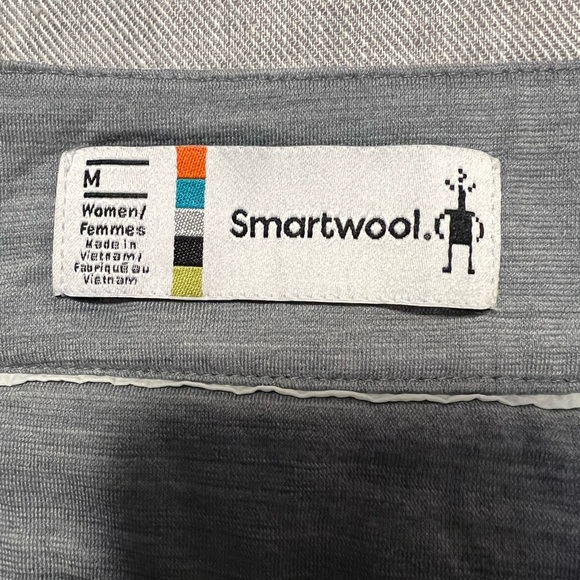 M
Women/
Femmes
Made in
Vietnam/
Fabriqué au
Vietnam
Smartwool.